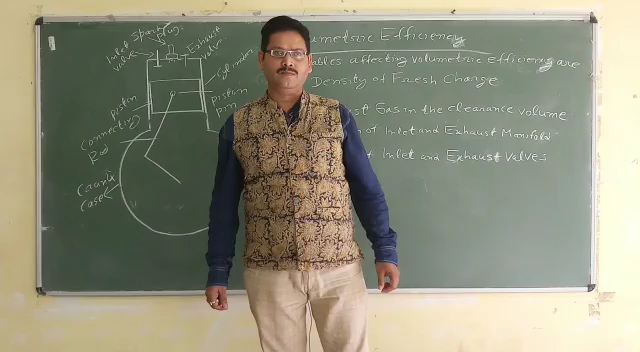 Inlet Spark Exhaust
valve plug valve
cylinder
piston
piston pin
connecting Rod
Crank case
umetric Efficiency
ables affecting volumetric efficiency are
Density of Fresh Charge
st Gas in the clearance volume
Inlet and Exhaust Manifold
Inlet and Exhaust valves